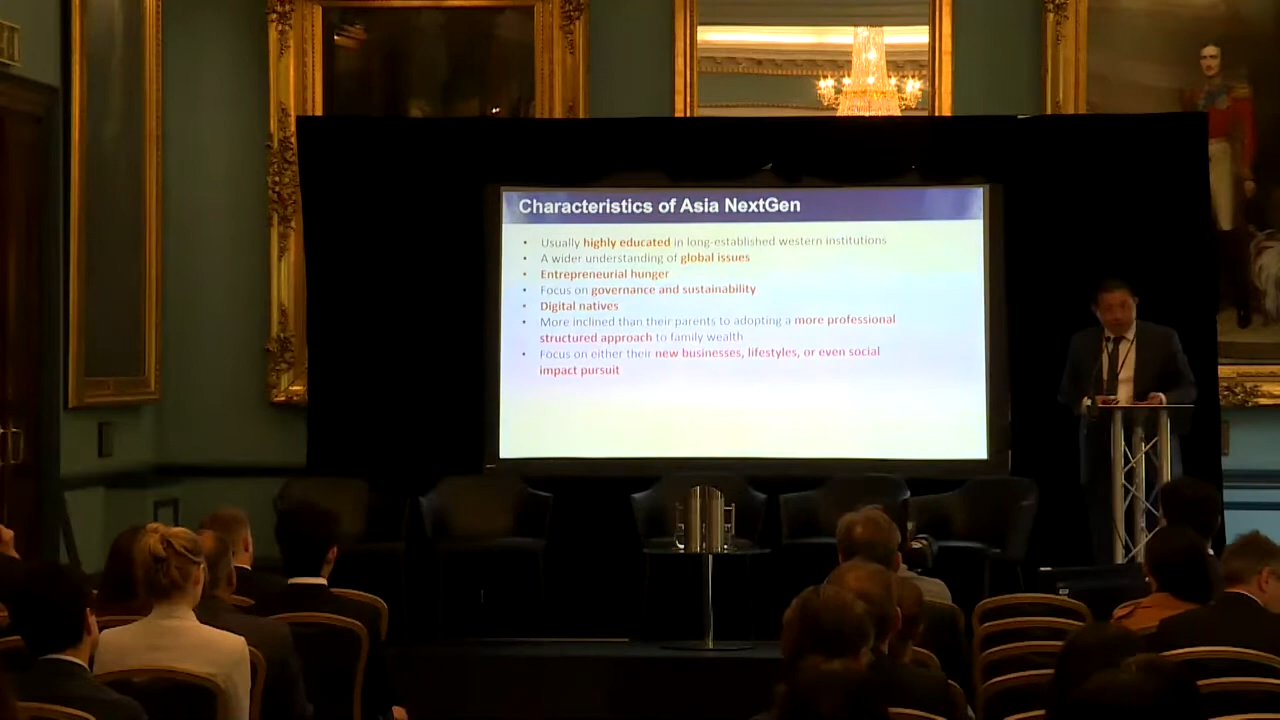 Characteristics of Asia NextGen
• Usually highly educated in long-established western institutions
• A wider understanding of global issues
• Entrepreneurial hunger
• Focus on governance and sustainability
• Digital natives
• More inclined than their parents to adopting a more professional
structured approach to family wealth
• Focus on either their new businesses, lifestyles, or even social
impact pursuit